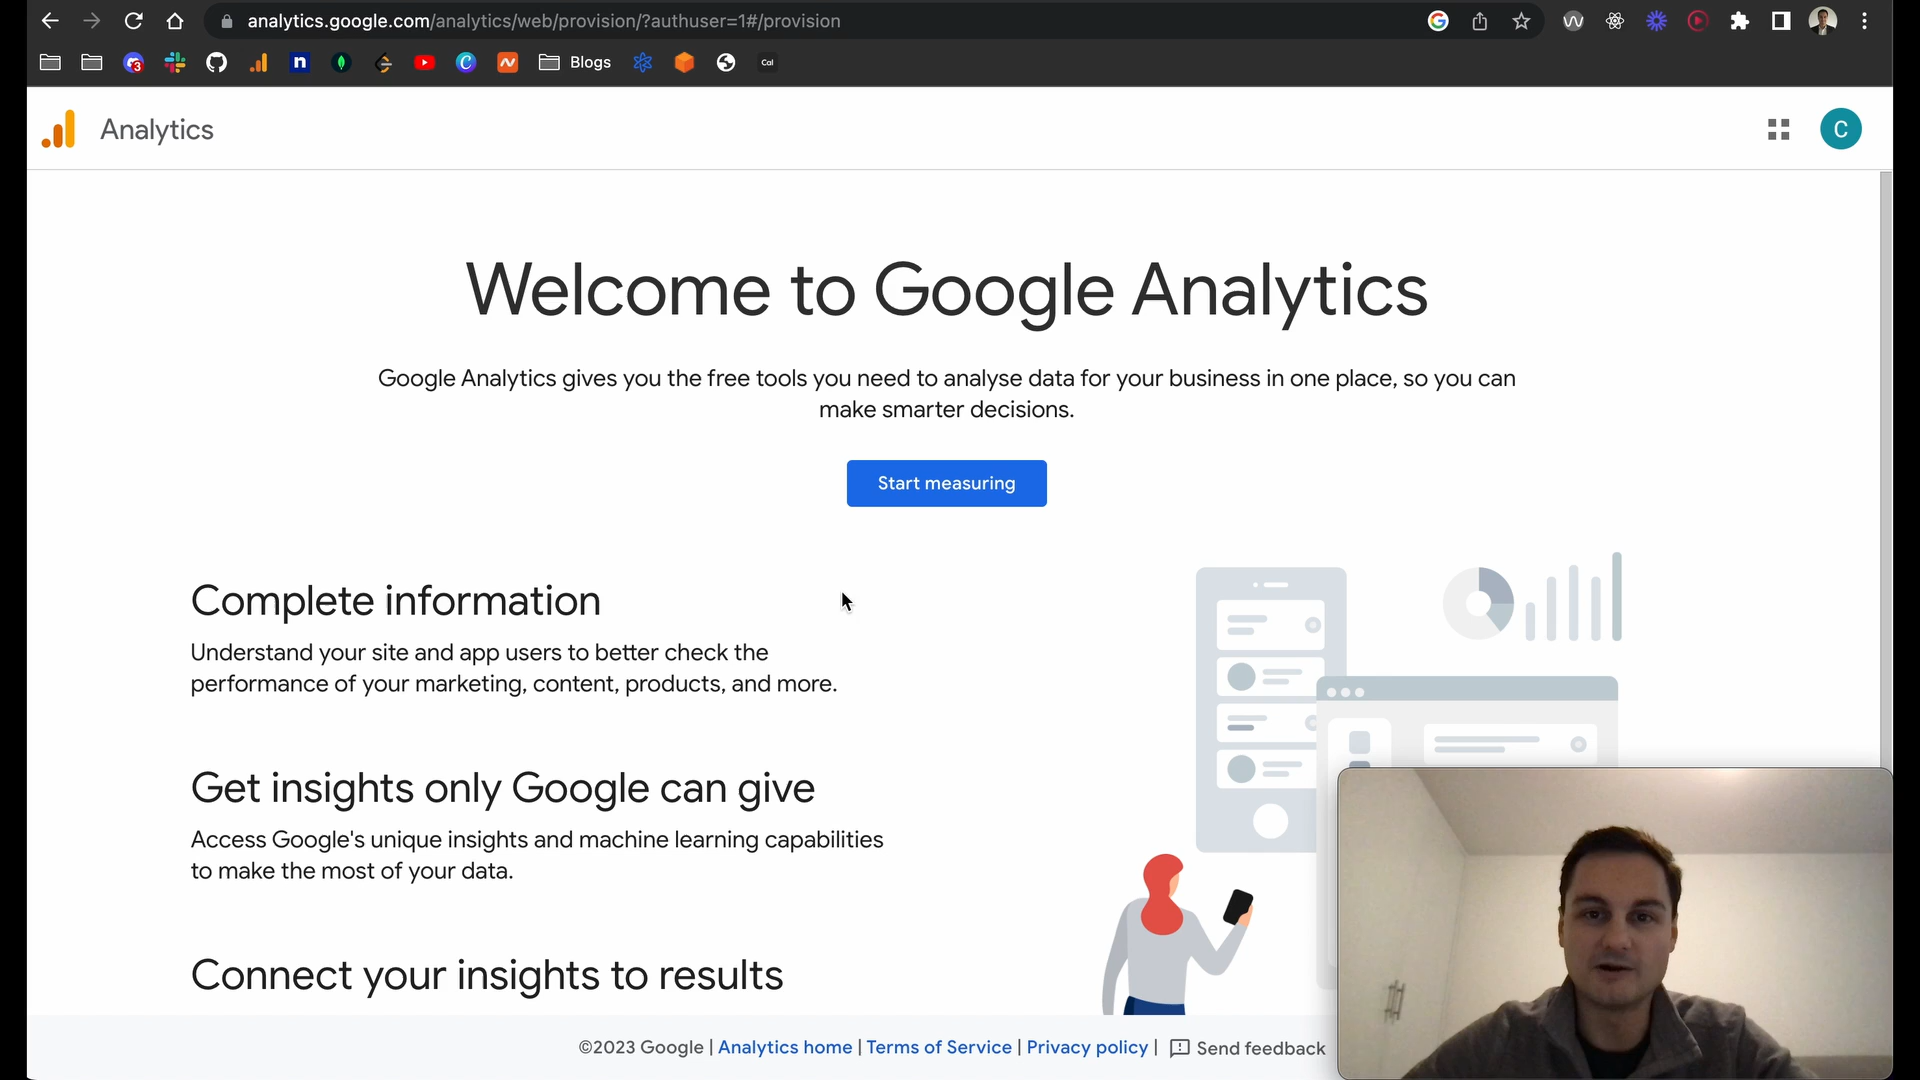 analytics.google.com/analytics/web/provision/?authuser=1#/provision
3
n
Blogs
Cal
Analytics
C
Welcome to Google Analytics
Google Analytics gives you the free tools you need to analyse data for your business in one place, so you can
make smarter decisions.
Start measuring
Complete information
Understand your site and app users to better check the
performance of your marketing, content, products, and more.
Get insights only Google can give
Access Google's unique insights and machine learning capabilities
to make the most of your data.
Connect your insights to results
©2023 Google | Analytics home | Terms of Service | Privacy policy | Send feedback